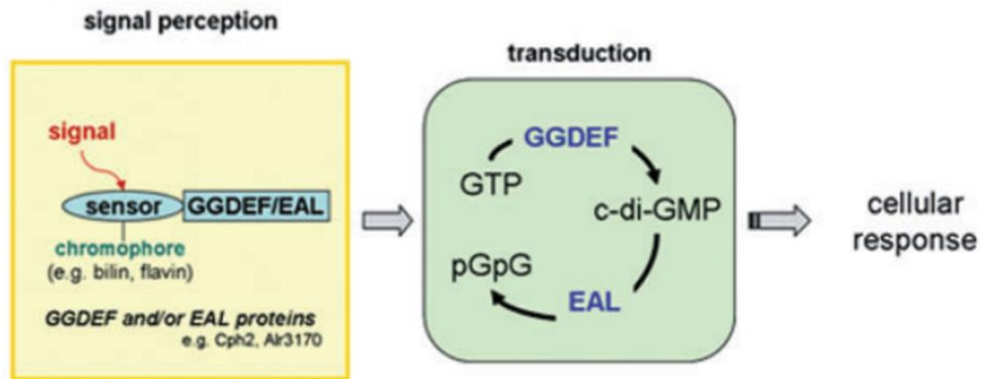 signal perception
signal
sensor
GGDEF/EAL
chromophore
(e.g. bilin, flavin)
GGDEF and/or EAL proteins
e.g. Cph2, Alr3170
transduction
GGDEF
GTP
c-di-GMP
pGpG
EAL
cellular
response